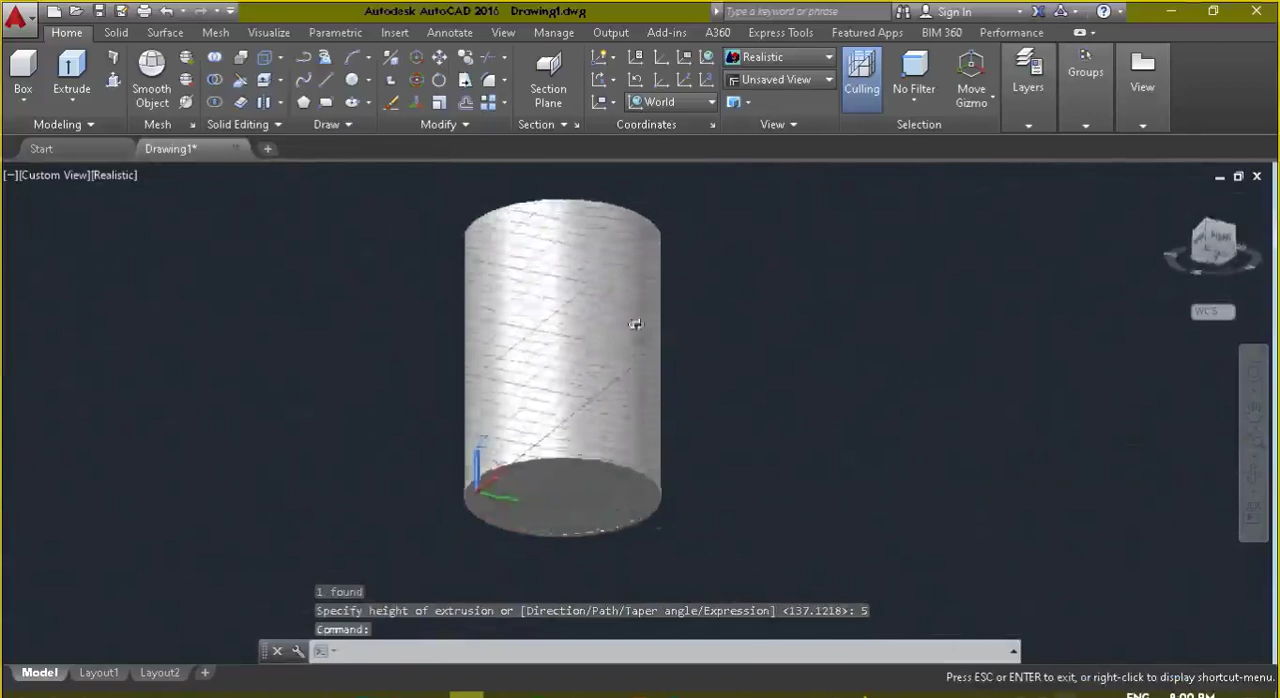 Autodesk AutoCAD 2016 Drawing1.dwg
Type a keyword or phrase
Sign In
Home Solid Surface Mesh Visualize Parametric Insert Annotate View Manage Output Add-ins A360 Express Tools Featured Apps BIM 360 Performance
Realistic
Unsaved View
World
Box Extrude Smooth Object Section Plane Culling No Filter Move Gizmo Layers Groups View
Modeling Mesh Solid Editing Draw Modify Section Coordinates View Selection
Start Drawing1*
[−][Custom View][Realistic]
WCS
Z
1 found
Specify height of extrusion or [Direction/Path/Taper angle/Expression] <137.1218>: 5
Command:
Model Layout1 Layout2 +
Press ESC or ENTER to exit, or right-click to display shortcut-menu.
ENG 8:00 PM